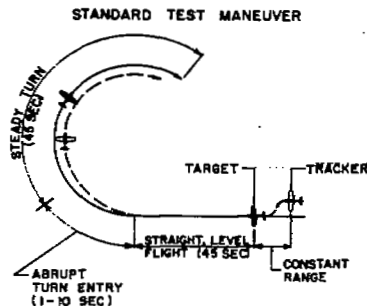 STANDARD TEST MANEUVER
STEADY TURN
(45 SEC)
TARGET
TRACKER
STRAIGHT, LEVEL
FLIGHT (45 SEC)
CONSTANT
RANGE
ABRUPT
TURN ENTRY
(1-10 SEC)